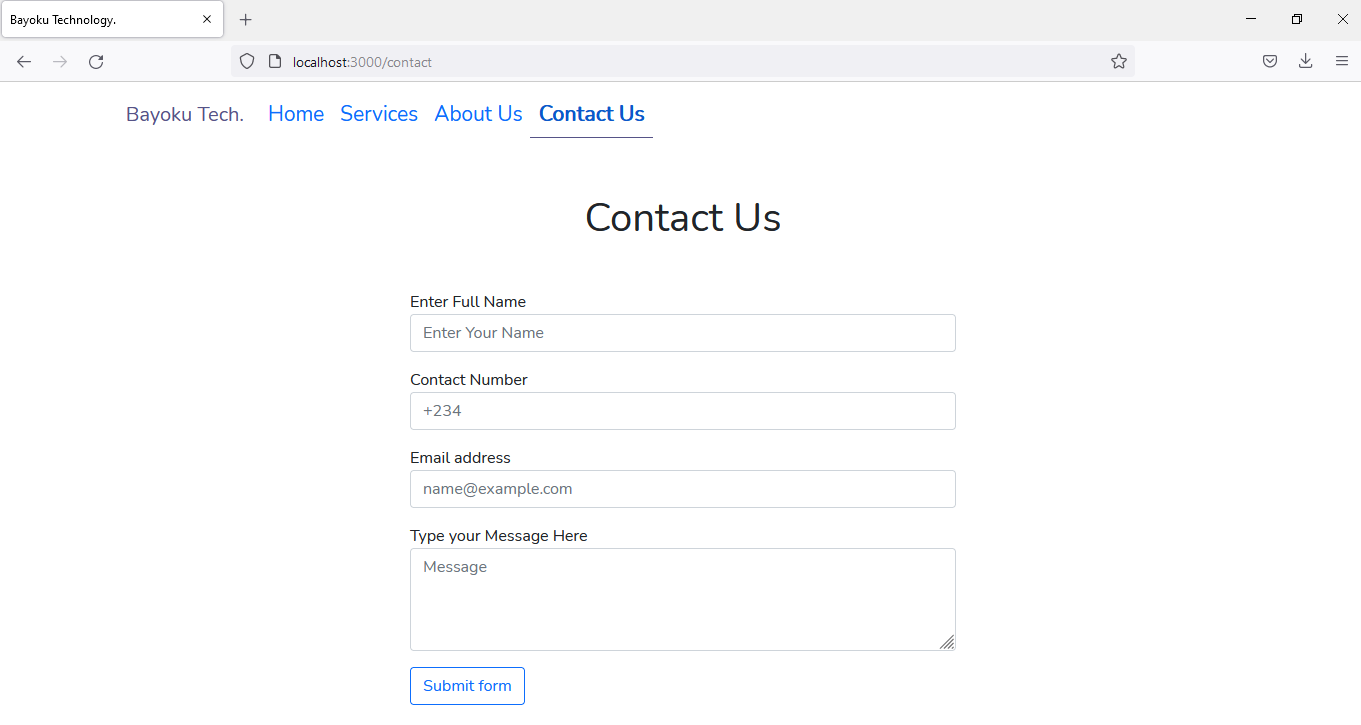 Bayoku Technology.
localhost:3000/contact
Bayoku Tech. Home Services About Us Contact Us
Contact Us
Enter Full Name
Enter Your Name
Contact Number
+234
Email address
name@example.com
Type your Message Here
Message
Submit form